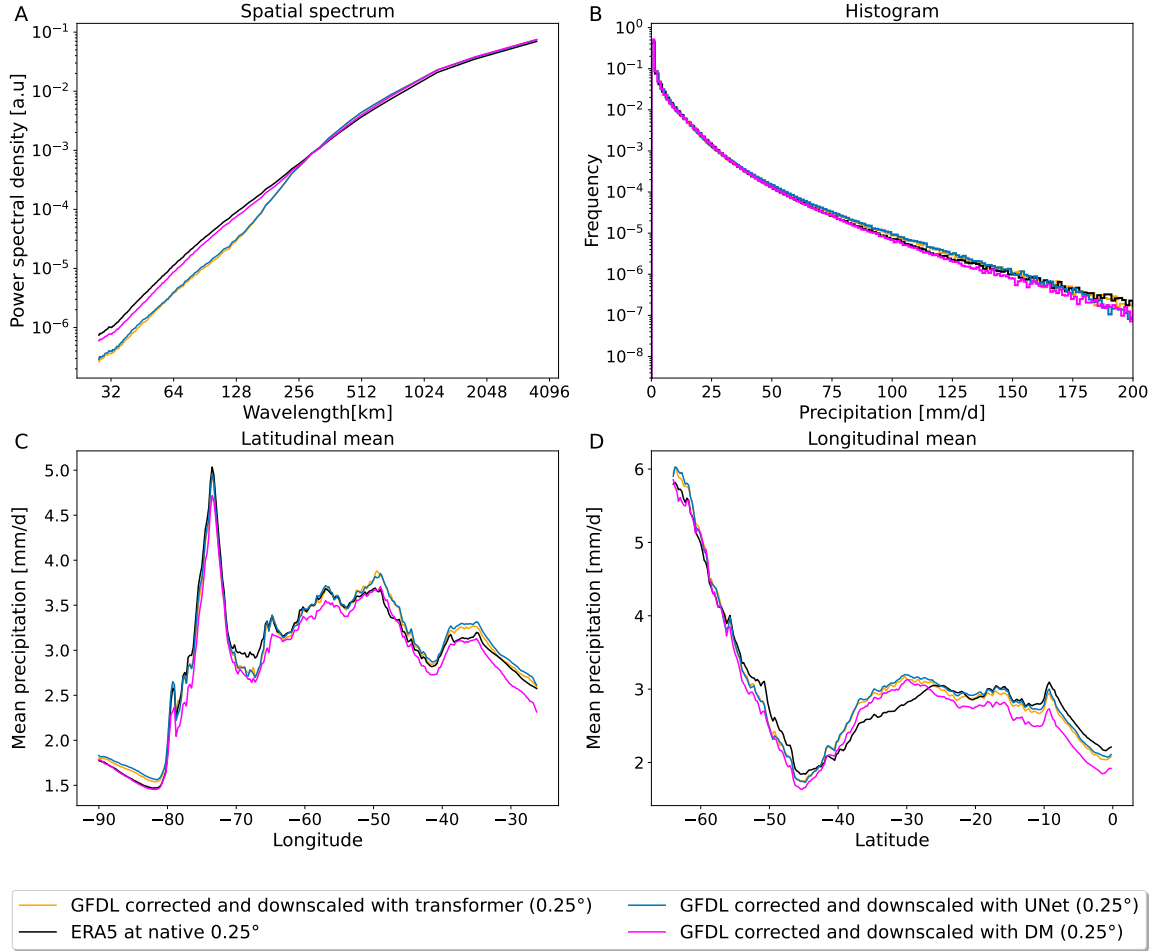 A
Spatial spectrum
Power spectral density [a.u]
10⁻¹
10⁻²
10⁻³
10⁻⁴
10⁻⁵
10⁻⁶
32 64 128 256 512 1024 2048 4096
Wavelength[km]
B
Histogram
Frequency
10⁰
10⁻¹
10⁻²
10⁻³
10⁻⁴
10⁻⁵
10⁻⁶
10⁻⁷
10⁻⁸
0 25 50 75 100 125 150 175 200
Precipitation [mm/d]
C
Latitudinal mean
Mean precipitation [mm/d]
5.0
4.5
4.0
3.5
3.0
2.5
2.0
1.5
−90 −80 −70 −60 −50 −40 −30
Longitude
D
Longitudinal mean
Mean precipitation [mm/d]
6
5
4
3
2
−60 −50 −40 −30 −20 −10 0
Latitude
GFDL corrected and downscaled with transformer (0.25°)
ERA5 at native 0.25°
GFDL corrected and downscaled with UNet (0.25°)
GFDL corrected and downscaled with DM (0.25°)